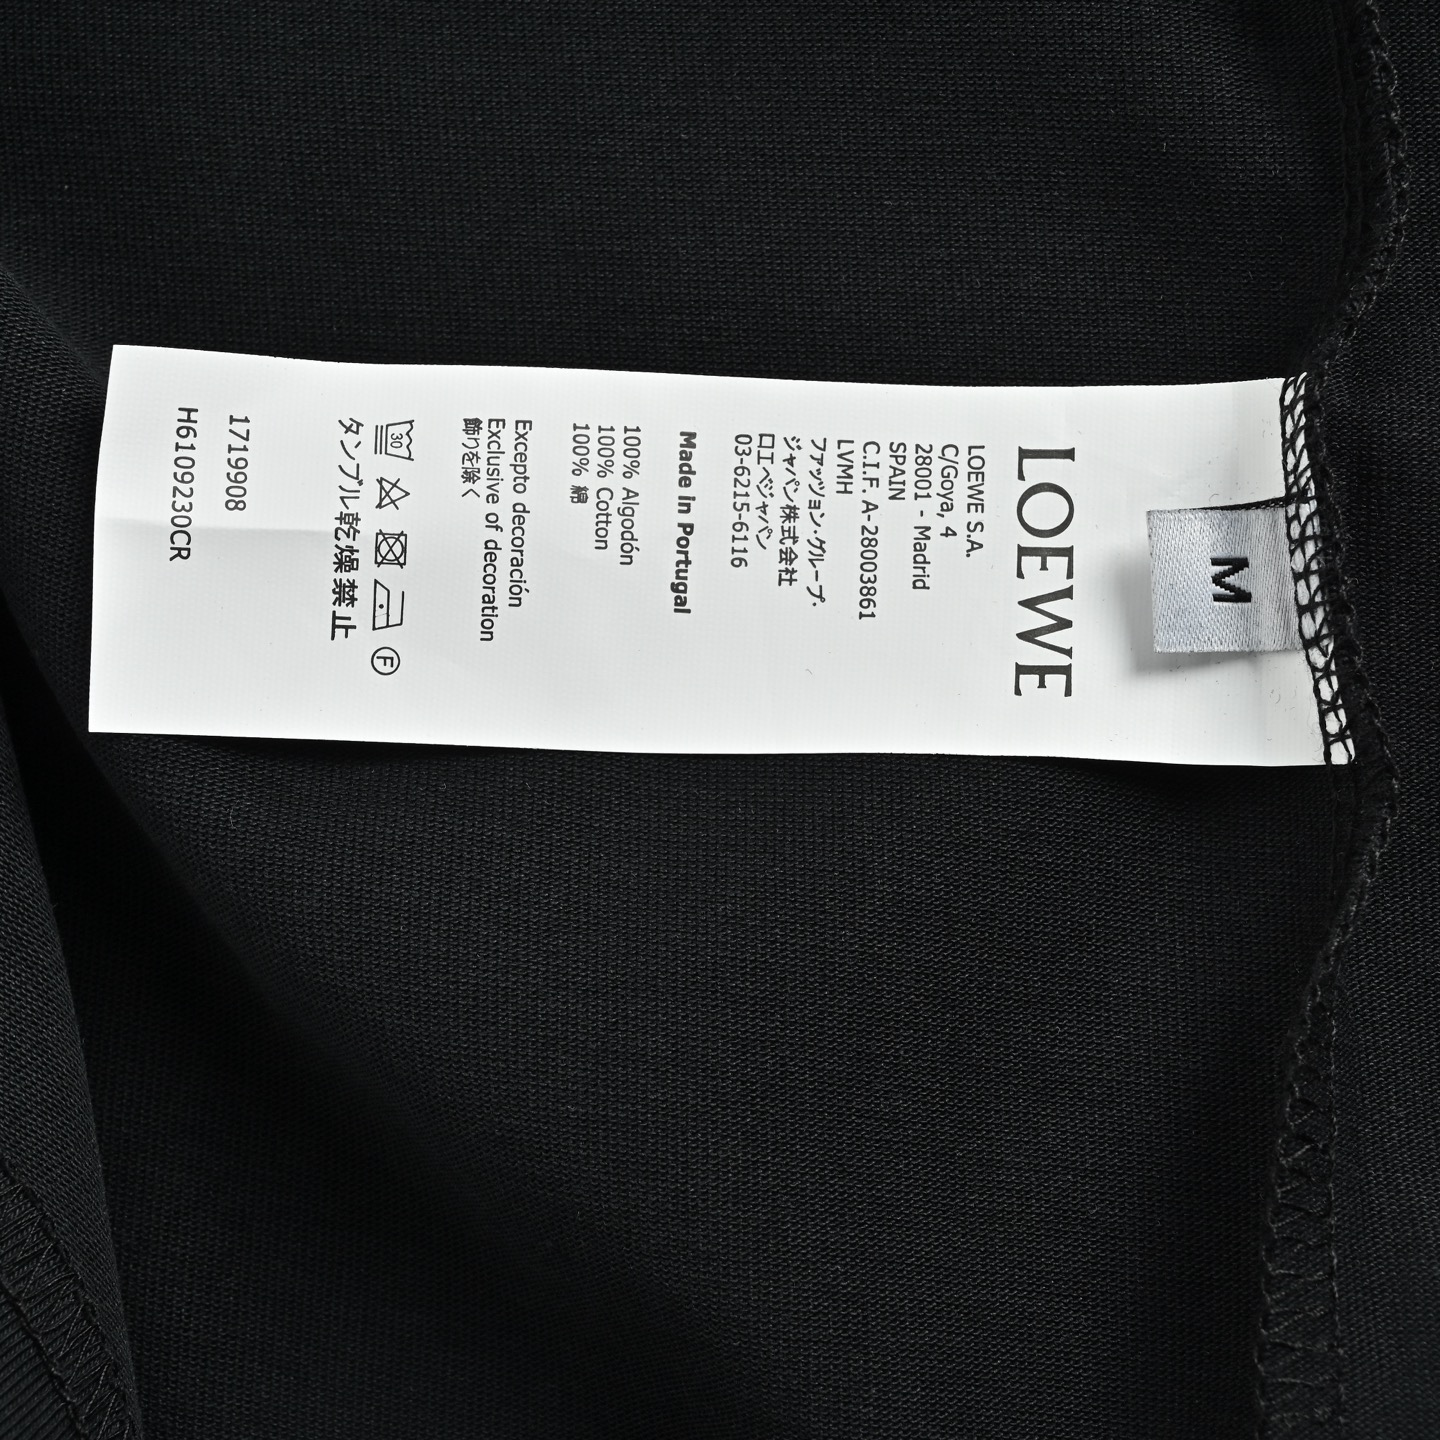 M
LOEWE
LOEWE S.A.
C/Goya, 4
28001 - Madrid
SPAIN
C.I.F. A-28003861
LVMH
ファッツョン·グループ·
ジャパン株式会社
ロエベジャパン
03-6215-6116
Made in Portugal
100% Algodón
100% Cotton
100% 綿
Excepto decoración
Exclusive of decoration
飾りを除く
30
F
タンブル乾燥禁止
1719908
H6109230CR